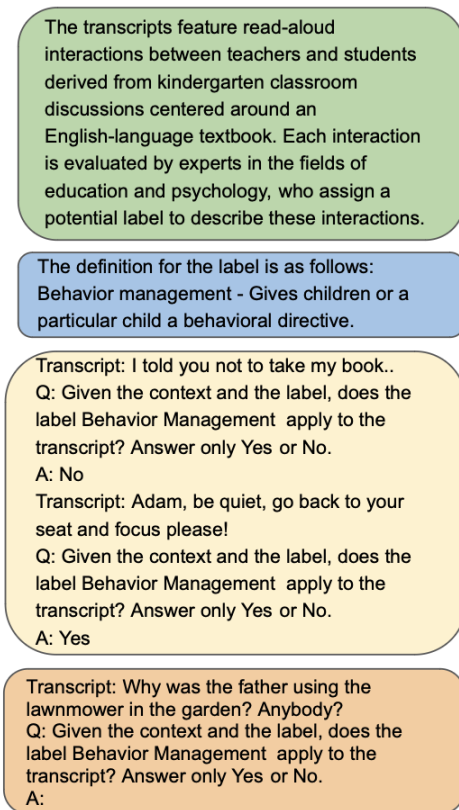 The transcripts feature read-aloud
interactions between teachers and students
derived from kindergarten classroom
discussions centered around an
English-language textbook. Each interaction
is evaluated by experts in the fields of
education and psychology, who assign a
potential label to describe these interactions.
The definition for the label is as follows:
Behavior management - Gives children or a
particular child a behavioral directive.
Transcript: I told you not to take my book..
Q: Given the context and the label, does the
label Behavior Management apply to the
transcript? Answer only Yes or No.
A: No
Transcript: Adam, be quiet, go back to your
seat and focus please!
Q: Given the context and the label, does the
label Behavior Management apply to the
transcript? Answer only Yes or No.
A: Yes
Transcript: Why was the father using the
lawnmower in the garden? Anybody?
Q: Given the context and the label, does the
label Behavior Management apply to the
transcript? Answer only Yes or No.
A: